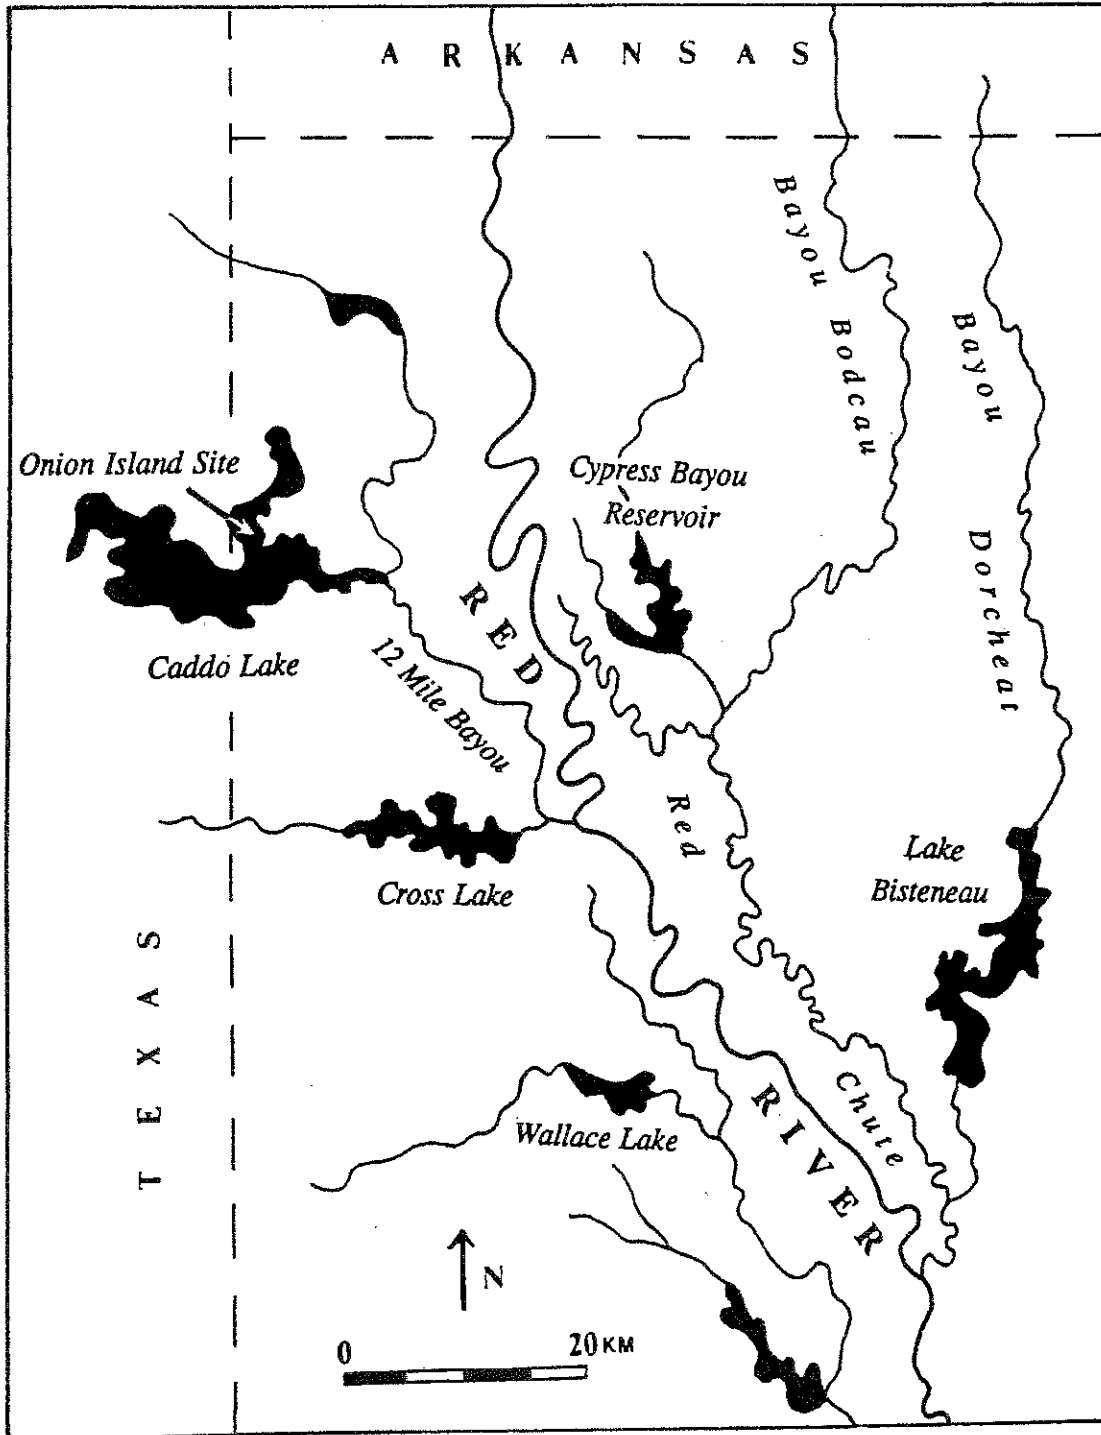 ARKANSAS
Bayou Bodcau
Bayou Dorcheat
Onion Island Site
Cypress Bayou
Reservoir
RED
Caddo Lake
12 Mile Bayou
Red
Lake
Bisteneau
Cross Lake
TEXAS
Chute
Wallace Lake
RIVER
N
0 20 KM